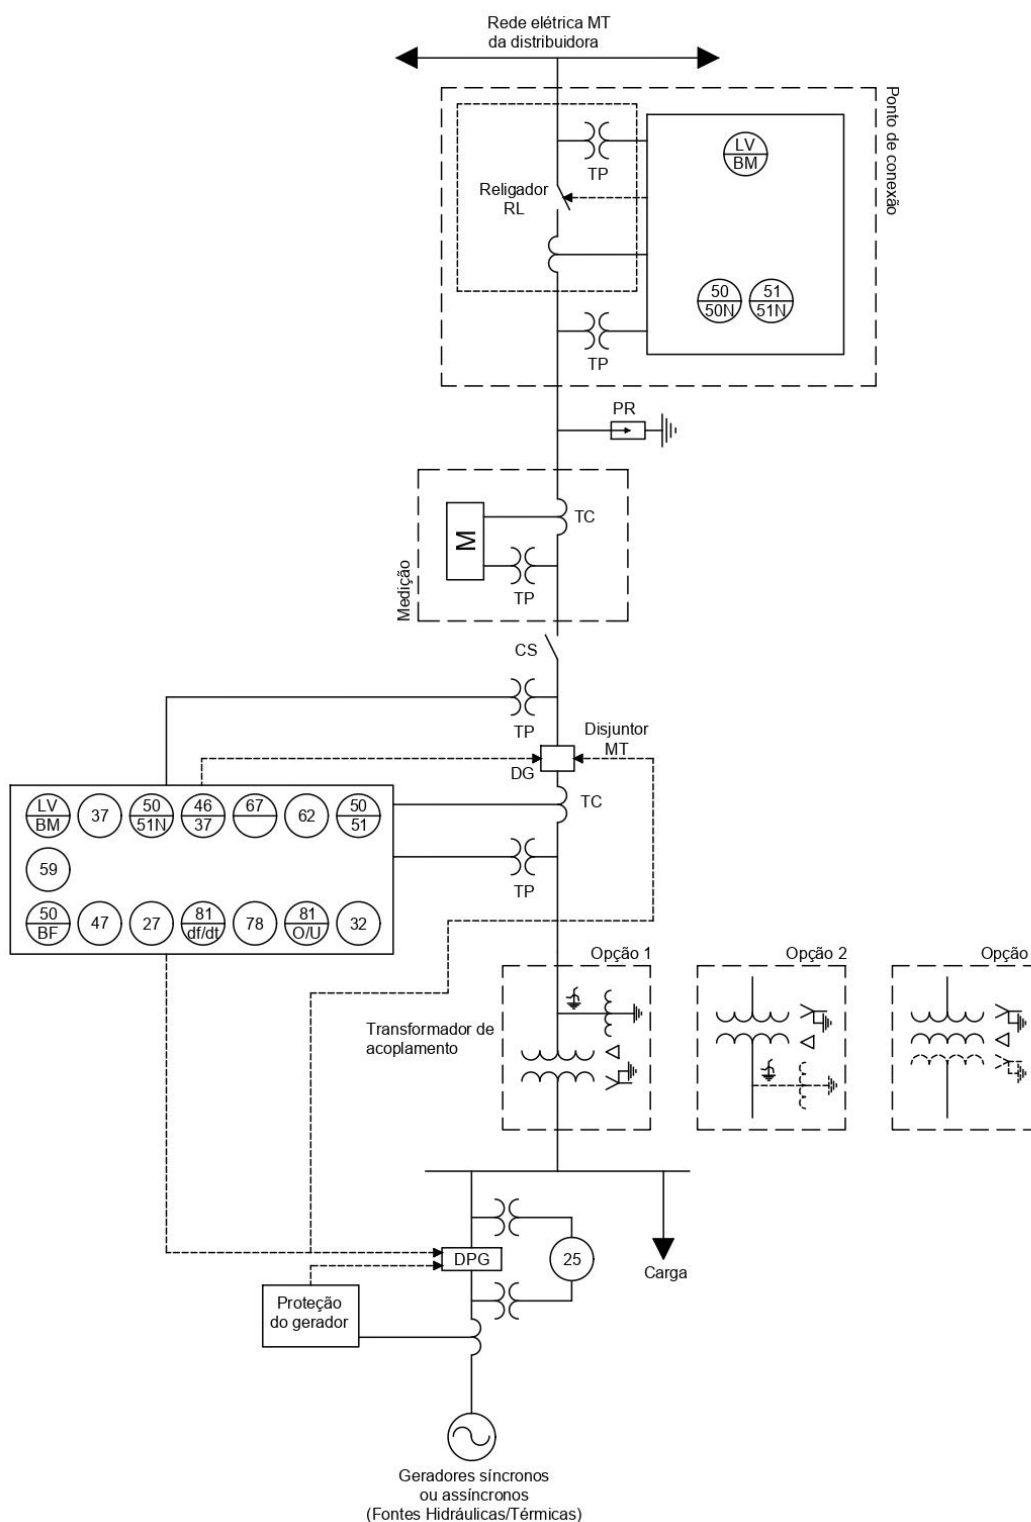 Rede elétrica MT
da distribuidora
Ponto de conexão
LV
BM
TP
Religador
RL
50
50N
51
51N
TP
PR
Medição
M
TC
TP
CS
TP
Disjuntor
MT
DG
LV
BM
37
50
51N
46
37
67
62
50
51
TC
59
TP
50
BF
47
27
81
df/dt
78
81
O/U
32
Opção 1
Opção 2
Opção
Transformador de
acoplamento
DPG
25
Carga
Proteção
do gerador
Geradores síncronos
ou assíncronos
(Fontes Hidráulicas/Térmicas)